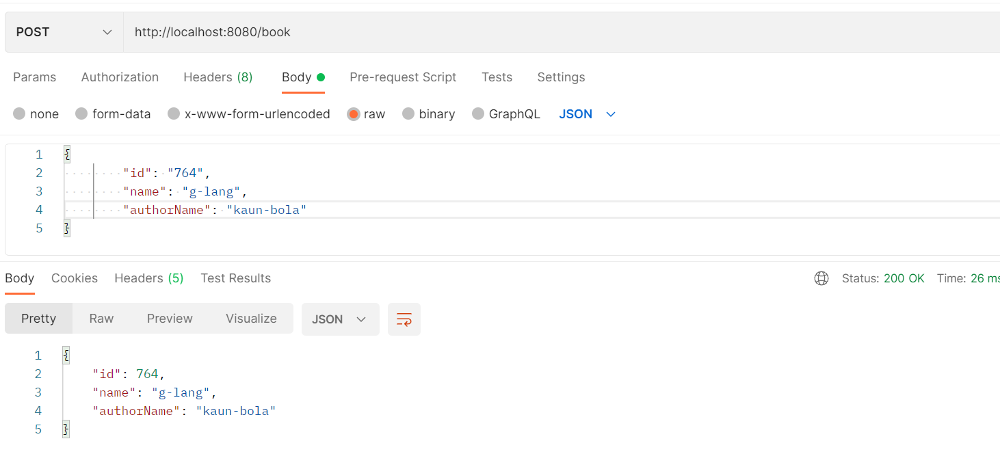 POST http://localhost:8080/book
Params Authorization Headers (8) Body Pre-request Script Tests Settings
none form-data x-www-form-urlencoded raw binary GraphQL JSON
1 {
2 "id": "764",
3 "name": "g-lang",
4 "authorName": "kaun-bola"
5 }
Body Cookies Headers (5) Test Results Status: 200 OK Time: 26 ms
Pretty Raw Preview Visualize JSON
1 {
2 "id": 764,
3 "name": "g-lang",
4 "authorName": "kaun-bola"
5 }